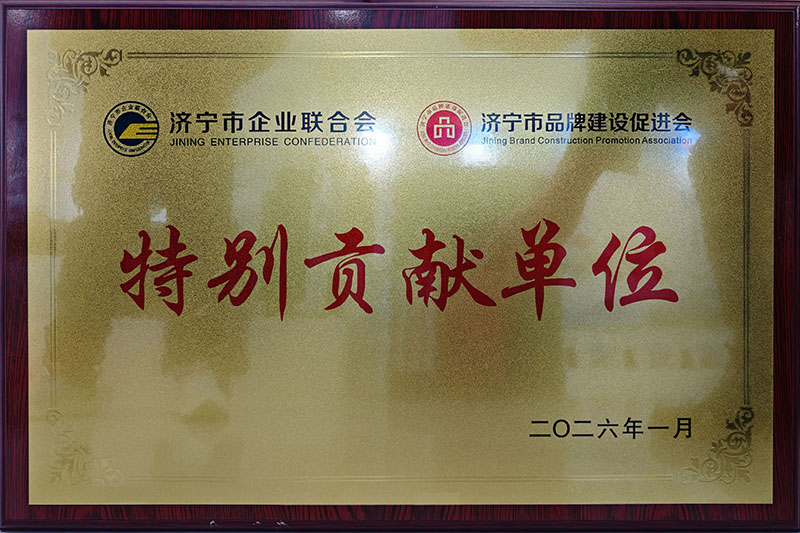 济宁市企业联合会
JINING ENTERPRISE CONFEDERATION
济宁市品牌建设促进会
Jining Brand Construction Promotion Association
特别贡献单位
二〇二六年一月